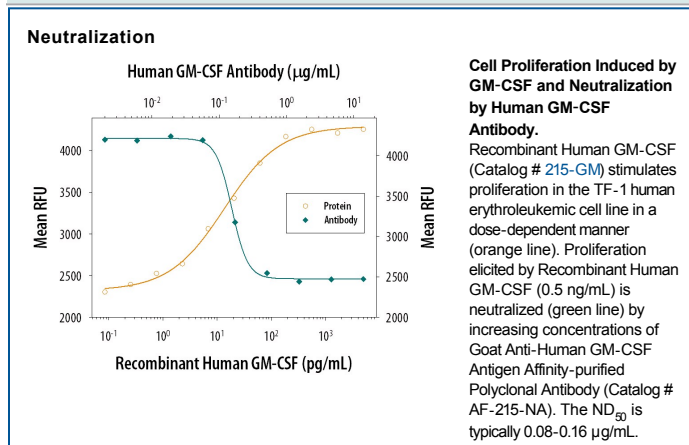 Neutralization
Human GM-CSF Antibody (µg/mL)
10⁻² 10⁻¹ 10⁰ 10¹
Mean RFU
4000
3500
3000
2500
2000
Protein
Antibody
4000
3500
3000
2500
2000
Mean RFU
10⁻¹ 10⁰ 10¹ 10² 10³
Recombinant Human GM-CSF (pg/mL)
Cell Proliferation Induced by
GM-CSF and Neutralization
by Human GM-CSF
Antibody.
Recombinant Human GM-CSF
(Catalog # 215-GM) stimulates
proliferation in the TF-1 human
erythroleukemic cell line in a
dose-dependent manner
(orange line). Proliferation
elicited by Recombinant Human
GM-CSF (0.5 ng/mL) is
neutralized (green line) by
increasing concentrations of
Goat Anti-Human GM-CSF
Antigen Affinity-purified
Polyclonal Antibody (Catalog #
AF-215-NA). The ND₅₀ is
typically 0.08-0.16 µg/mL.